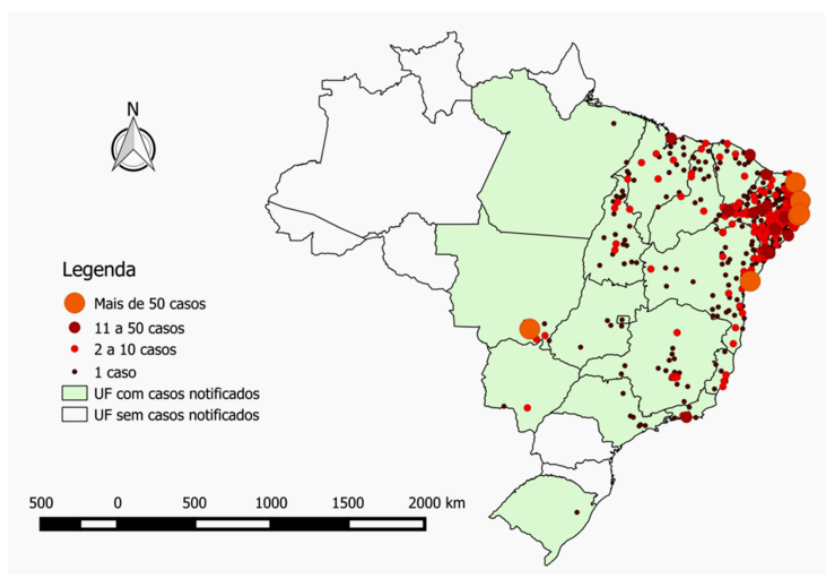 N
Legenda
Mais de 50 casos
11 a 50 casos
2 a 10 casos
1 caso
UF com casos notificados
UF sem casos notificados
500 0 500 1000 1500 2000 km